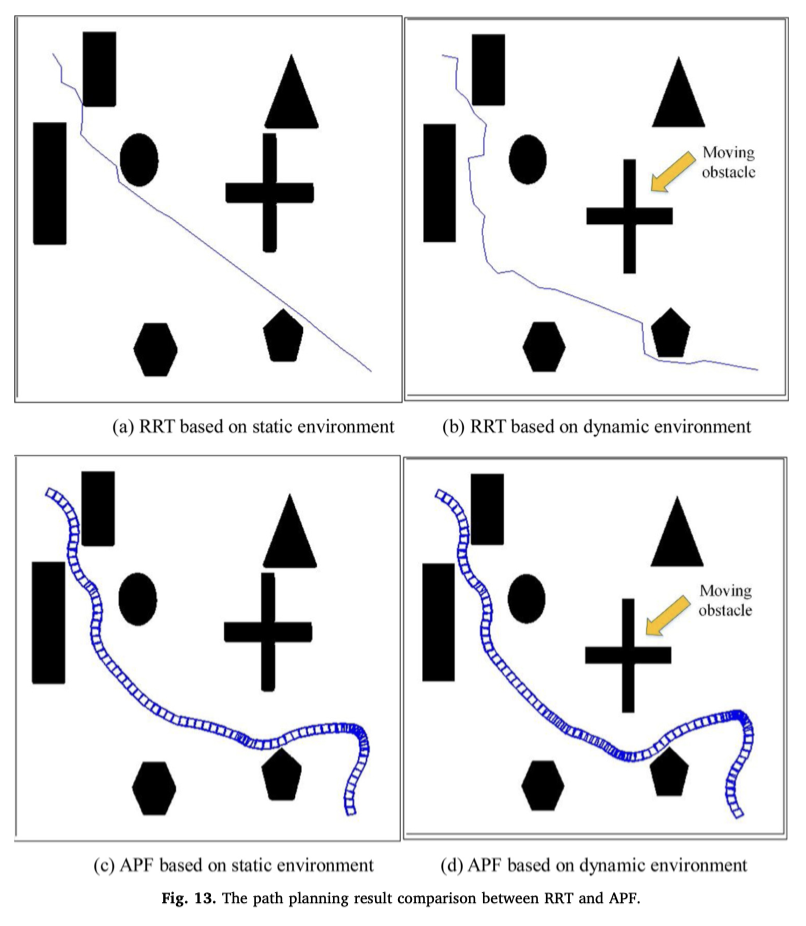 Moving
obstacle
(a) RRT based on static environment
(b) RRT based on dynamic environment
Moving
obstacle
(c) APF based on static environment
(d) APF based on dynamic environment
Fig. 13. The path planning result comparison between RRT and APF.